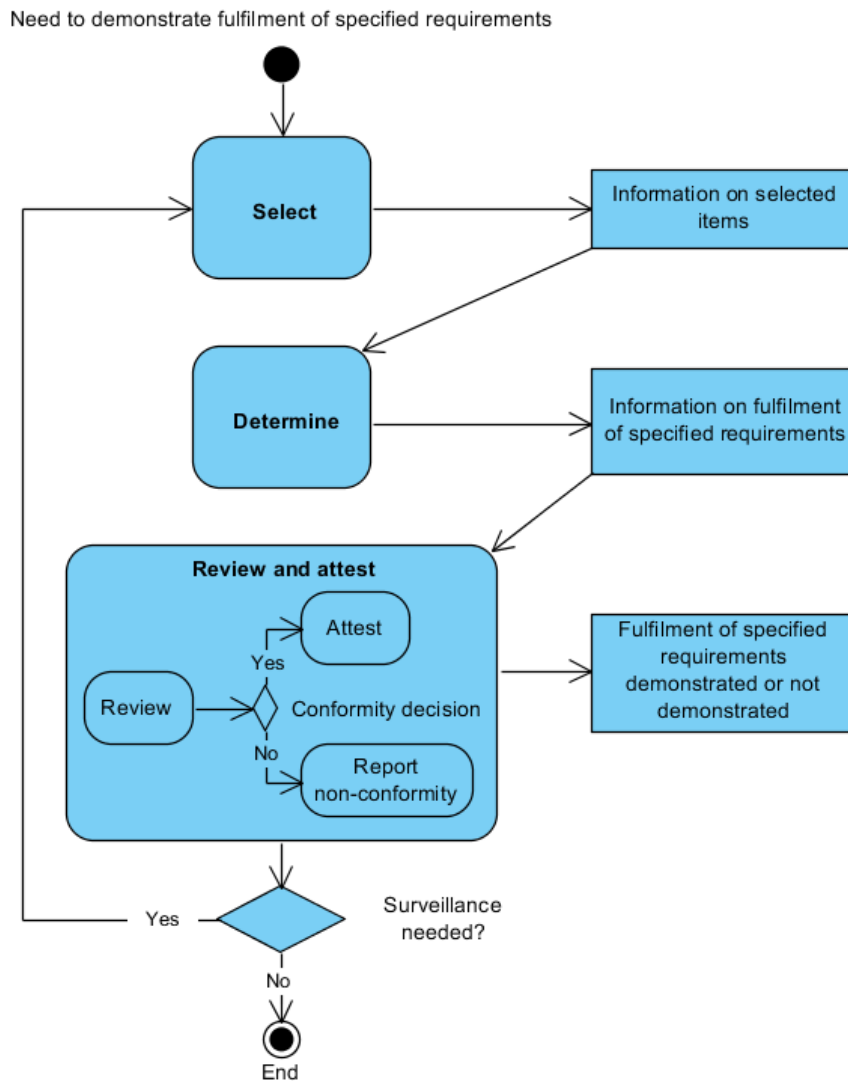 Need to demonstrate fulfilment of specified requirements
Select
Information on selected
items
Determine
Information on fulfilment
of specified requirements
Review and attest
Attest
Yes
Review
Conformity decision
No
Report
non-conformity
Fulfilment of specified
requirements
demonstrated or not
demonstrated
Surveillance
needed?
Yes
No
End